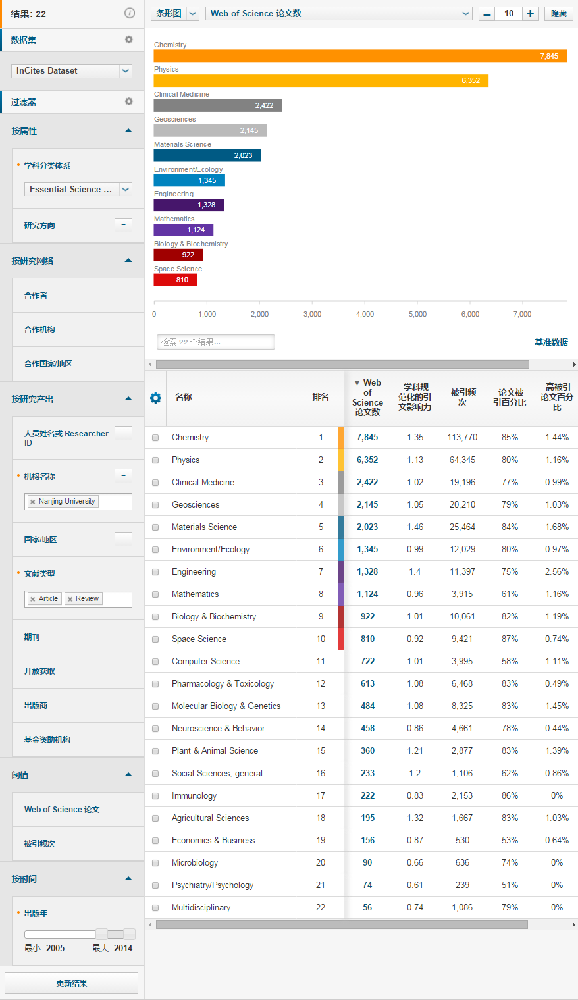 结果: 22
数据集
InCites Dataset
过滤器
按属性
学科分类体系
Essential Science ...
研究方向 =
按研究网络
合作者
合作机构
合作国家/地区
按研究产出
人员姓名或 Researcher =
ID
机构名称 =
Nanjing University
国家/地区 =
文献类型
Article Review
期刊
开放获取
出版商
基金资助机构
阈值
Web of Science 论文
被引频次
按时间
出版年
最小: 2005 最大: 2014
更新结果
条形图 Web of Science 论文数 – 10 + 隐藏
Chemistry
7,845
Physics
6,352
Clinical Medicine
2,422
Geosciences
2,145
Materials Science
2,023
Environment/Ecology
1,345
Engineering
1,328
Mathematics
1,124
Biology & Biochemistry
922
Space Science
810
0 1,000 2,000 3,000 4,000 5,000 6,000 7,000
检索 22 个结果... 基准数据
名称 排名 ▼ Web of Science 论文数 学科规范化的引文影响力 被引频次 论文被引百分比 高被引论文百分比
Chemistry 1 7,845 1.35 113,770 85% 1.44%
Physics 2 6,352 1.13 64,345 80% 1.16%
Clinical Medicine 3 2,422 1.02 19,196 77% 0.99%
Geosciences 4 2,145 1.05 20,210 79% 1.03%
Materials Science 5 2,023 1.46 25,464 84% 1.68%
Environment/Ecology 6 1,345 0.99 12,029 80% 0.97%
Engineering 7 1,328 1.4 11,397 75% 2.56%
Mathematics 8 1,124 0.96 3,915 61% 1.16%
Biology & Biochemistry 9 922 1.01 10,061 82% 1.19%
Space Science 10 810 0.92 9,421 87% 0.74%
Computer Science 11 722 1.01 3,995 58% 1.11%
Pharmacology & Toxicology 12 613 1.08 6,468 83% 0.49%
Molecular Biology & Genetics 13 484 1.08 8,325 83% 1.45%
Neuroscience & Behavior 14 458 0.86 4,661 78% 0.44%
Plant & Animal Science 15 360 1.21 2,877 83% 1.39%
Social Sciences, general 16 233 1.2 1,106 62% 0.86%
Immunology 17 222 0.83 2,153 86% 0%
Agricultural Sciences 18 195 1.32 1,667 83% 1.03%
Economics & Business 19 156 0.87 530 53% 0.64%
Microbiology 20 90 0.66 636 74% 0%
Psychiatry/Psychology 21 74 0.61 239 51% 0%
Multidisciplinary 22 56 0.74 1,086 79% 0%